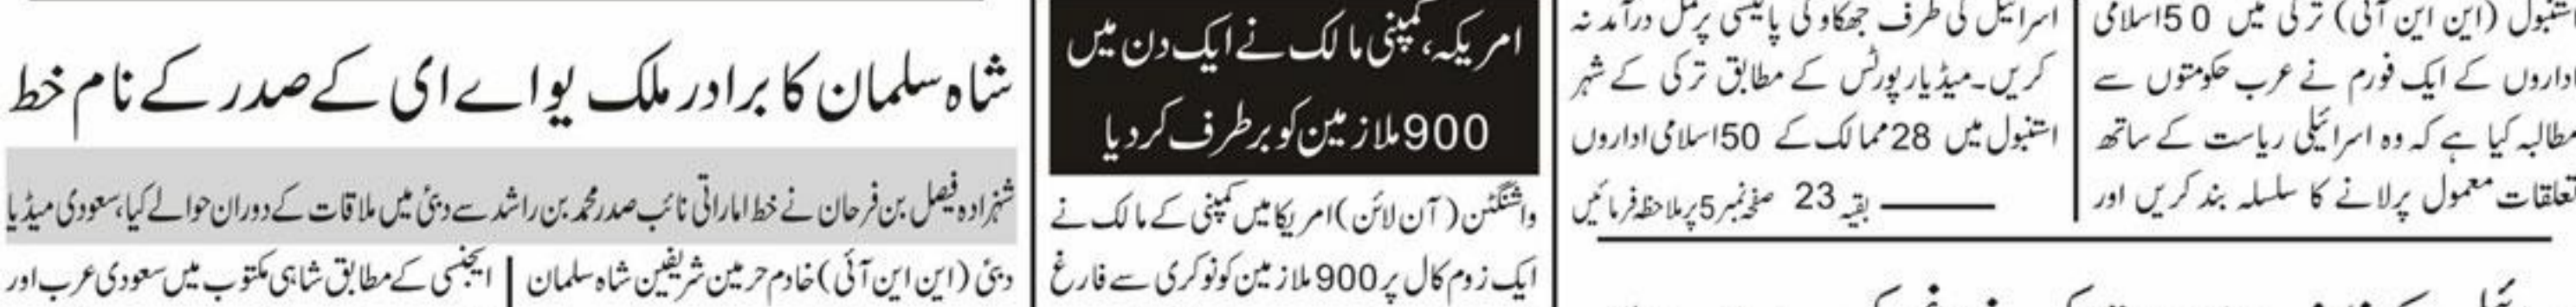 استنبول (این این آئی) ترکی میں 50 اسلامی
اداروں کے ایک فورم نے عرب حکومتوں سے
مطالبہ کیا ہے کہ وہ اسرائیلی ریاست کے ساتھ
تعلقات معمول پر لانے کا سلسلہ بند کریں اور
اسرائیل کی طرف جھکاو کی پالیسی پر عمل درآمد نہ
کریں۔ میڈیا رپورٹس کے مطابق ترکی کے شہر
استنبول میں 28 ممالک کے 50 اسلامی اداروں
بقیہ 23 صفحہ نمبر 5 پر ملاحظہ فرمائیں
امریکہ، کمپنی مالک نے ایک دن میں
900 ملازمین کو برطرف کر دیا
واشنگٹن (آن لائن) امریکا میں کمپنی کے مالک نے
ایک زوم کال پر 900 ملازمین کو نوکری سے فارغ
شاہ سلمان کا برادر ملک یو اے ای کے صدر کے نام خط
شہزادہ فیصل بن فرحان نے خط اماراتی نائب صدر محمد بن راشد سے دبئی میں ملاقات کے دوران حوالے کیا، سعودی میڈیا
دبئی (این این آئی) خادم حرمین شریفین شاہ سلمان
ایجنسی کے مطابق شاہی مکتوب میں سعودی عرب اور